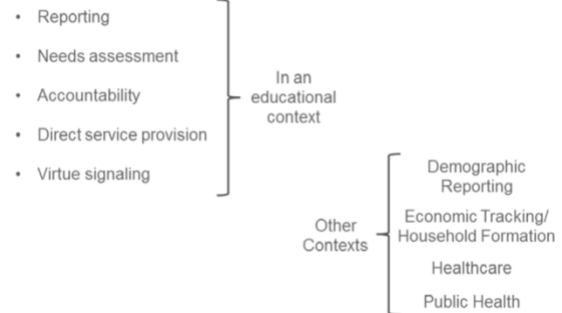 • Reporting
• Needs assessment
• Accountability
• Direct service provision
• Virtue signaling
In an
educational
context
Other
Contexts
Demographic
Reporting
Economic Tracking/
Household Formation
Healthcare
Public Health